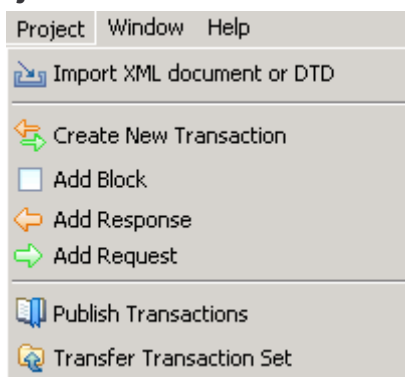 Project Window Help
Import XML document or DTD
Create New Transaction
Add Block
Add Response
Add Request
Publish Transactions
Transfer Transaction Set